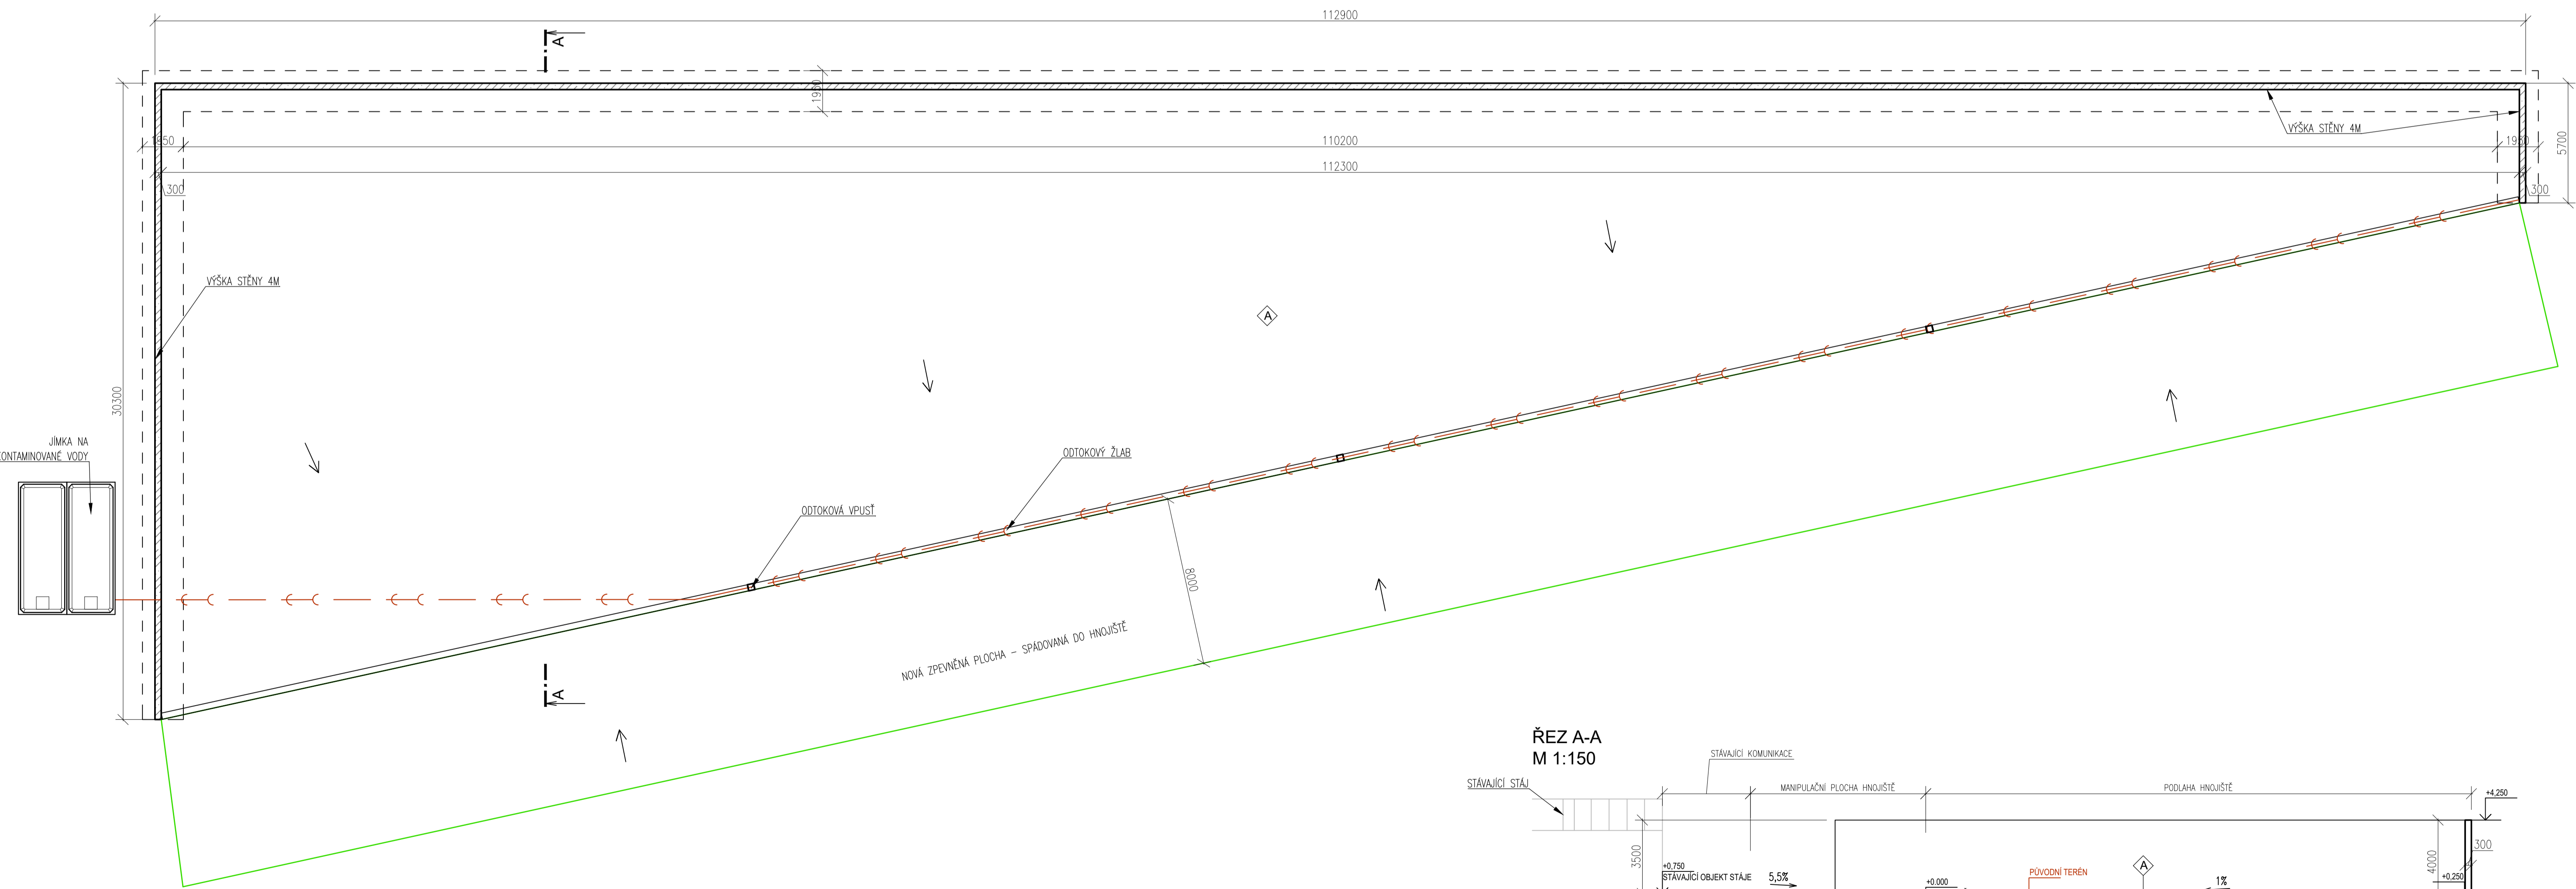 112900
A
1950
VÝŠKA STĚNY 4M
5700
1950
110200
1950
112300
300
300
VÝŠKA STĚNY 4M
A
30300
JÍMKA NA
KONTAMINOVANÉ VODY
ODTOKOVÝ ŽLAB
ODTOKOVÁ VPUSŤ
8000
NOVÁ ZPEVNĚNÁ PLOCHA – SPÁDOVANÁ DO HNOJIŠTĚ
A
ŘEZ A-A
M 1:150
STÁVAJÍCÍ KOMUNIKACE
STÁVAJÍCÍ STÁJ
MANIPULAČNÍ PLOCHA HNOJIŠTĚ
PODLAHA HNOJIŠTĚ
+4,250
3500
4000
300
+0,750
STÁVAJÍCÍ OBJEKT STÁJE
5,5%
+0.000
PŮVODNÍ TERÉN
A
1%
+0,250